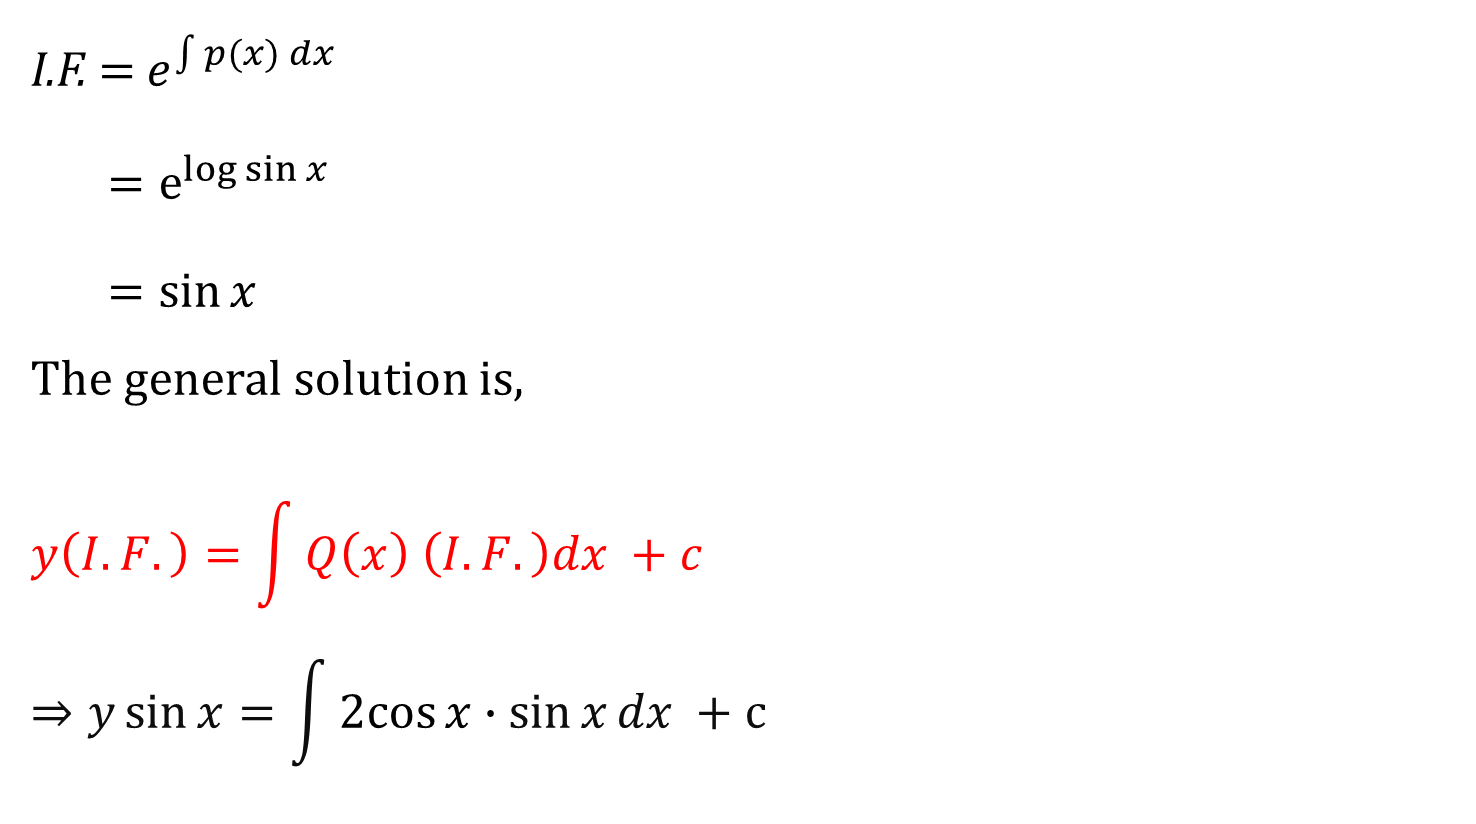 I.F. = e^{∫ p(x) dx}
= e^{log sin x}
= sin x
The general solution is,
y(I. F. ) = ∫ Q(x) (I. F. )dx + c
⇒ y sin x = ∫ 2cos x · sin x dx + c